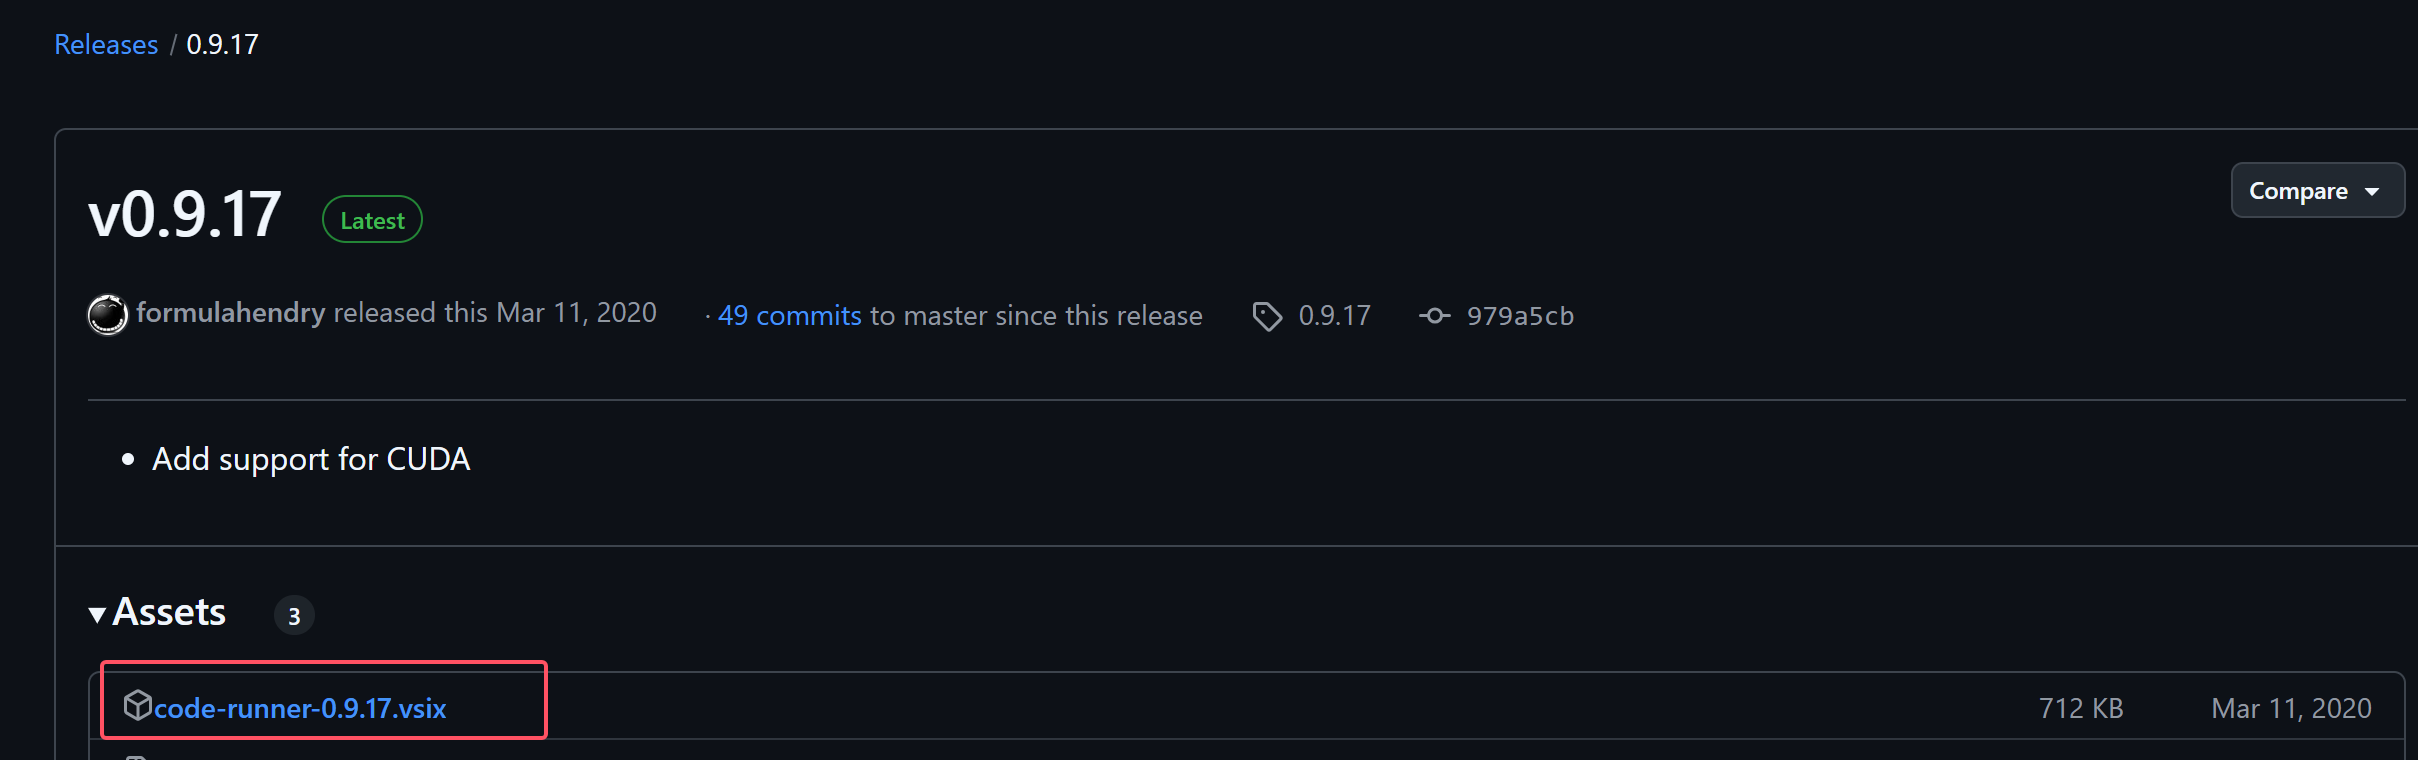 Releases / 0.9.17
v0.9.17 Latest Compare
formulahendry released this Mar 11, 2020 · 49 commits to master since this release 0.9.17 979a5cb
Add support for CUDA
Assets 3
code-runner-0.9.17.vsix 712 KB Mar 11, 2020